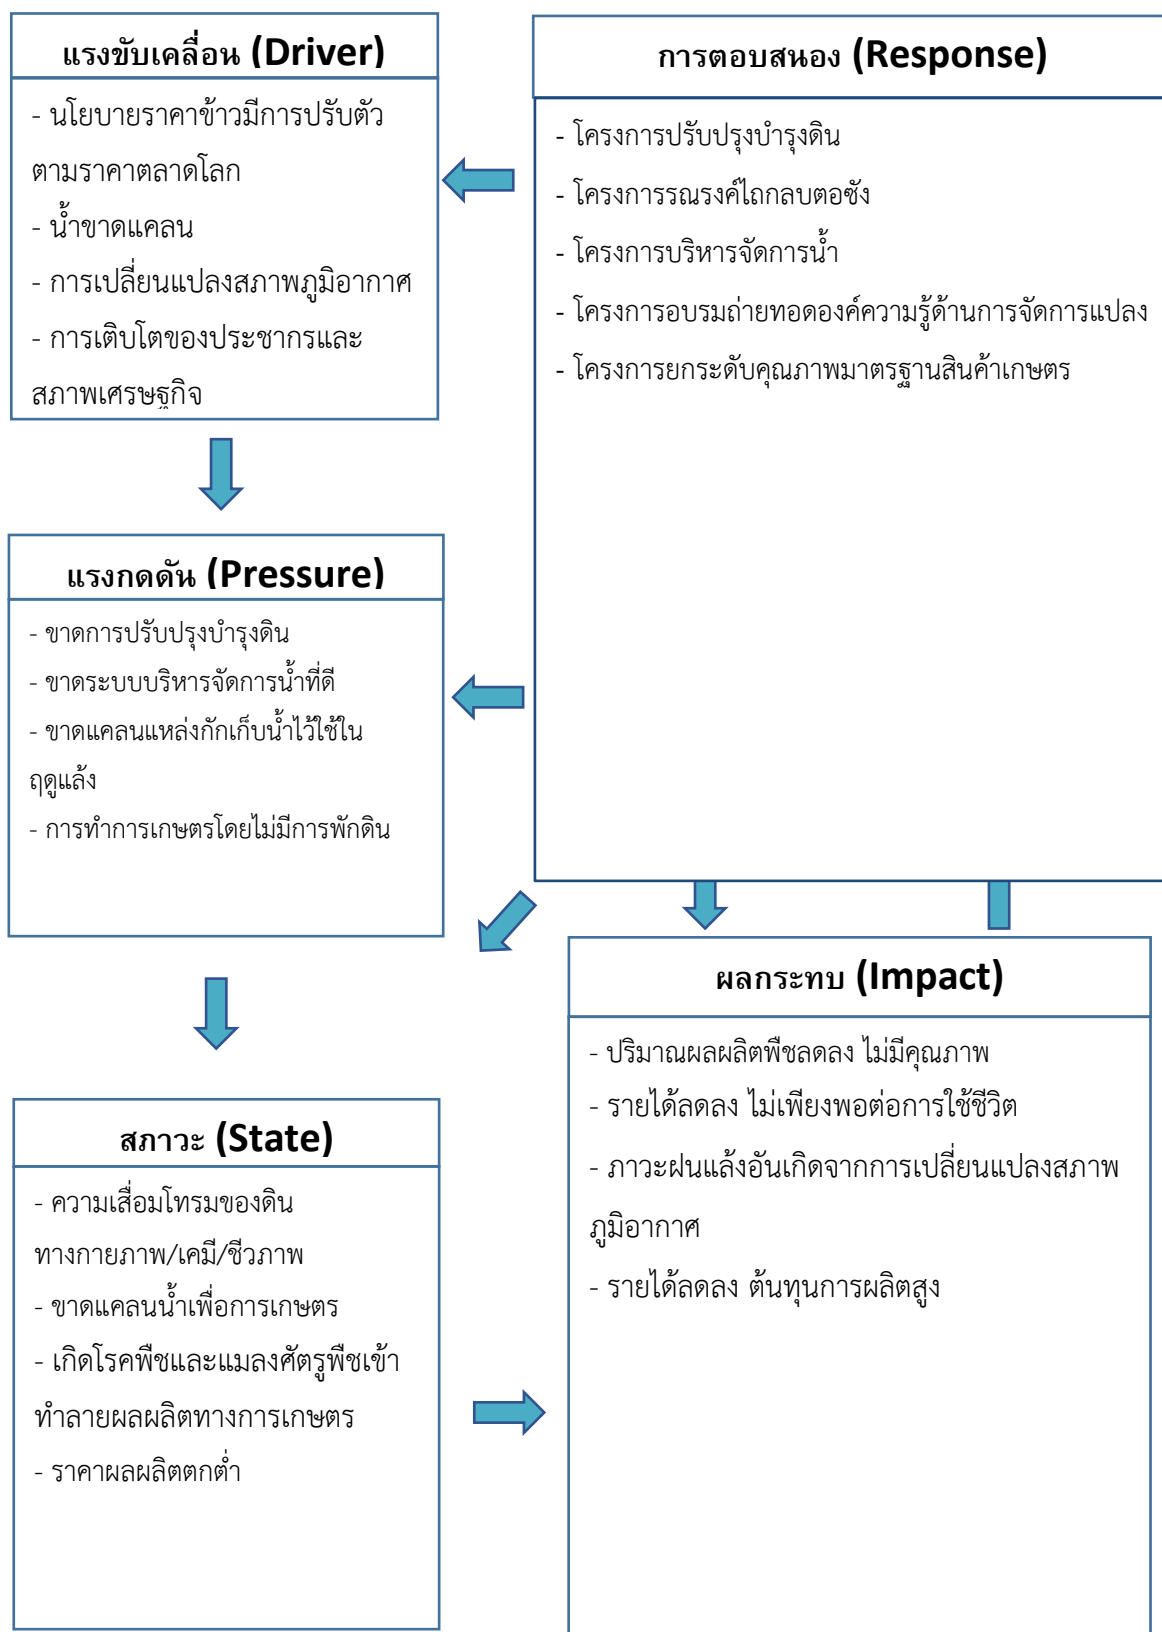 แรงขับเคลื่อน (Driver)
- นโยบายราคาข้าวมีการปรับตัว
ตามราคาตลาดโลก
- น้ำขาดแคลน
- การเปลี่ยนแปลงสภาพภูมิอากาศ
- การเติบโตของประชากรและ
สภาพเศรษฐกิจ
การตอบสนอง (Response)
- โครงการปรับปรุงบำรุงดิน
- โครงการรณรงค์ไถกลบตอซัง
- โครงการบริหารจัดการน้ำ
- โครงการอบรมถ่ายทอดองค์ความรู้ด้านการจัดการแปลง
- โครงการยกระดับคุณภาพมาตรฐานสินค้าเกษตร
แรงกดดัน (Pressure)
- ขาดการปรับปรุงบำรุงดิน
- ขาดระบบบริหารจัดการน้ำที่ดี
- ขาดแคลนแหล่งกักเก็บน้ำไว้ใช้ใน
ฤดูแล้ง
- การทำการเกษตรโดยไม่มีการพักดิน
สภาวะ (State)
- ความเสื่อมโทรมของดิน
ทางกายภาพ/เคมี/ชีวภาพ
- ขาดแคลนน้ำเพื่อการเกษตร
- เกิดโรคพืชและแมลงศัตรูพืชเข้า
ทำลายผลผลิตทางการเกษตร
- ราคาผลผลิตตกต่ำ
ผลกระทบ (Impact)
- ปริมาณผลผลิตพืชลดลง ไม่มีคุณภาพ
- รายได้ลดลง ไม่เพียงพอต่อการใช้ชีวิต
- ภาวะฝนแล้งอันเกิดจากการเปลี่ยนแปลงสภาพ
ภูมิอากาศ
- รายได้ลดลง ต้นทุนการผลิตสูง